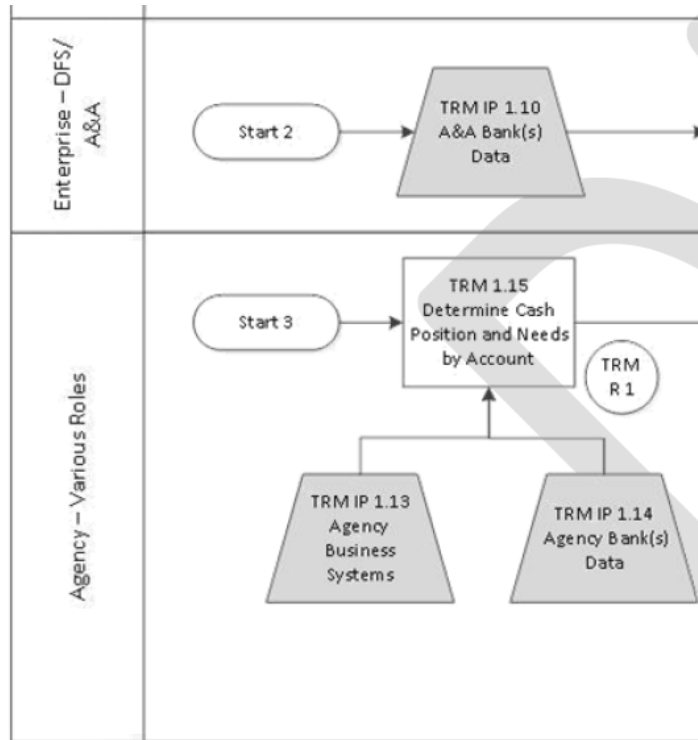 Enterprise – DFS/
A&A
Start 2
TRM IP 1.10
A&A Bank(s)
Data
Agency – Various Roles
Start 3
TRM 1.15
Determine Cash
Position and Needs
by Account
TRM
R 1
TRM IP 1.13
Agency
Business
Systems
TRM IP 1.14
Agency Bank(s)
Data